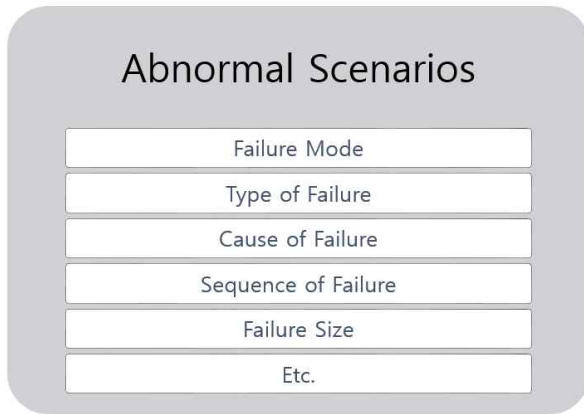 Abnormal Scenarios
Failure Mode
Type of Failure
Cause of Failure
Sequence of Failure
Failure Size
Etc.